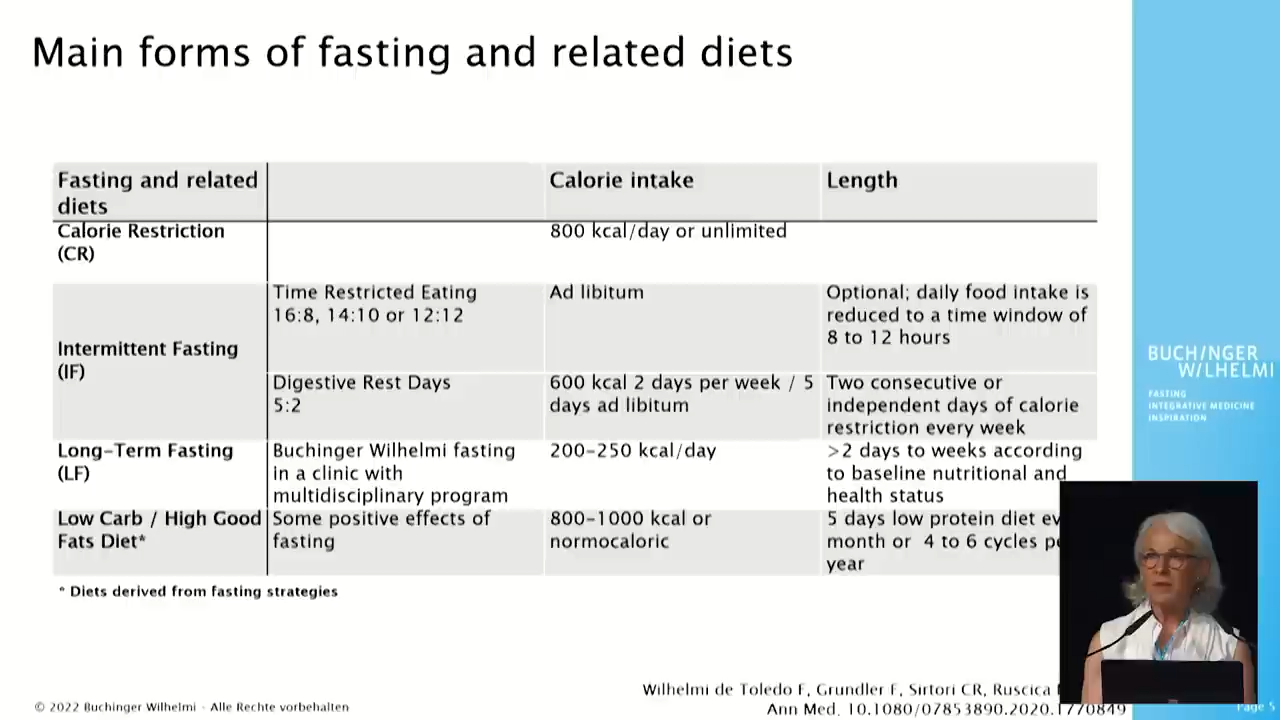 Main forms of fasting and related diets
Fasting and related
diets
Calorie intake
Length
Calorie Restriction
(CR)
800 kcal/day or unlimited
Intermittent Fasting
(IF)
Time Restricted Eating
16:8, 14:10 or 12:12
Ad libitum
Optional; daily food intake is
reduced to a time window of
8 to 12 hours
Digestive Rest Days
5:2
600 kcal 2 days per week / 5
days ad libitum
Two consecutive or
independent days of calorie
restriction every week
Long-Term Fasting
(LF)
Buchinger Wilhelmi fasting
in a clinic with
multidisciplinary program
200-250 kcal/day
>2 days to weeks according
to baseline nutritional and
health status
Low Carb / High Good
Fats Diet*
Some positive effects of
fasting
800-1000 kcal or
normocaloric
5 days low protein diet
month or 4 to 6 cycles
year
* Diets derived from fasting strategies
BUCHINGER
WILHELMI
FASTING
INTEGRATIVE MEDICINE
INSPIRATION
Wilhelmi de Toledo F, Grundler F, Sirtori CR, Ruscica
Ann Med. 10.1080/07853890.2020.1770849
© 2022 Buchinger Wilhelmi - Alle Rechte vorbehalten
Page 5